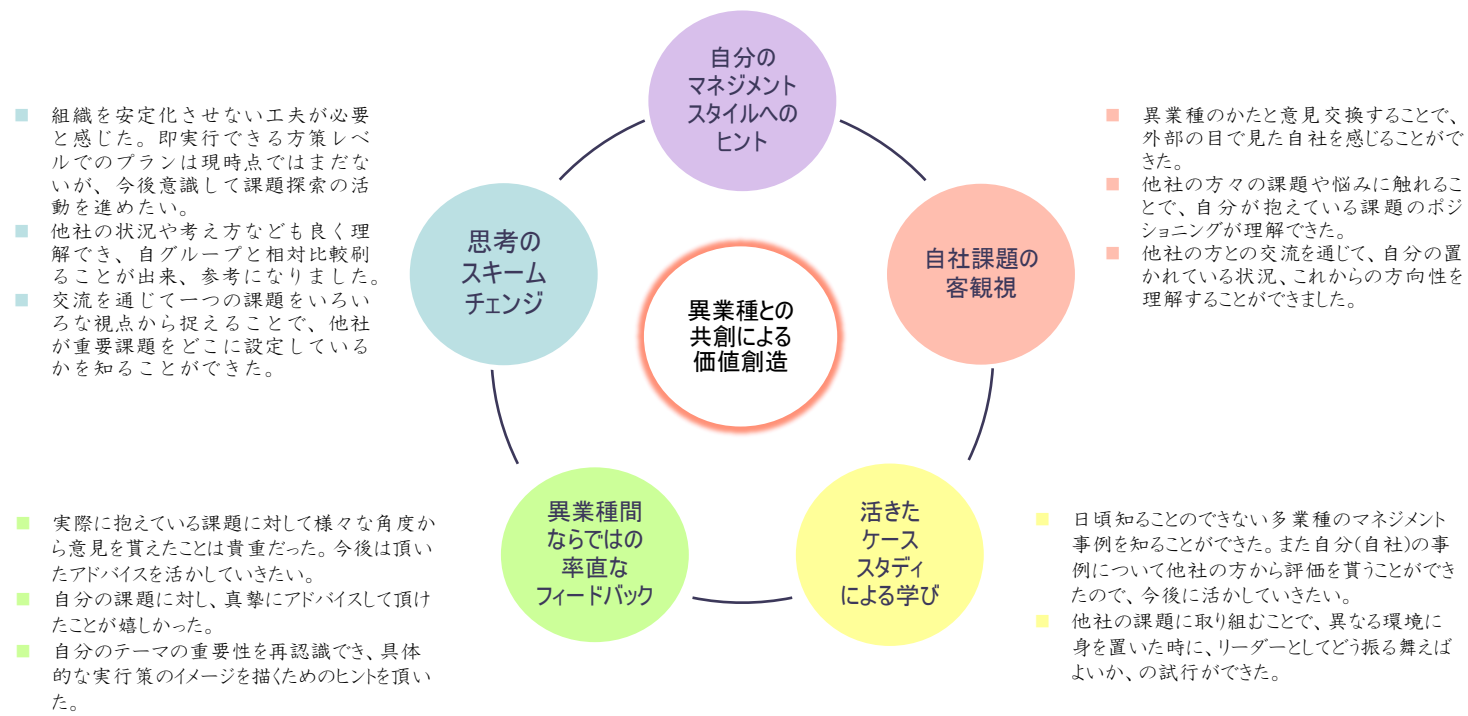 自分の
マネジメント
スタイルへの
ヒント
組織を安定化させない工夫が必要
と感じた。即実行できる方策レベ
ルでのプランは現時点ではまだな
いが、今後意識して課題探索の活
動を進めたい。
他社の状況や考え方なども良く理
解でき、自グループと相対比較刷
ることが出来、参考になりました。
交流を通じて一つの課題をいろい
ろな視点から捉えることで、他社
が重要課題をどこに設定している
かを知ることができた。
思考の
スキーム
チェンジ
異業種との
共創による
価値創造
自社課題の
客観視
異業種のかたと意見交換することで、
外部の目で見た自社を感じることがで
きた。
他社の方々の課題や悩みに触れるこ
とで、自分が抱えている課題のポジ
ショニングが理解できた。
他社の方との交流を通じて、自分の置
かれている状況、これからの方向性を
理解することができました。
実際に抱えている課題に対して様々な角度か
ら意見を貰えたことは貴重だった。今後は頂い
たアドバイスを活かしていきたい。
自分の課題に対し、真摯にアドバイスして頂け
たことが嬉しかった。
自分のテーマの重要性を再認識でき、具体
的な実行策のイメージを描くためのヒントを頂い
た。
異業種間
ならではの
率直な
フィードバック
活きた
ケース
スタディ
による学び
日頃知ることのできない多業種のマネジメント
事例を知ることができた。また自分(自社)の事
例について他社の方から評価を貰うことができ
たので、今後に活かしていきたい。
他社の課題に取り組むことで、異なる環境に
身を置いた時に、リーダーとしてどう振る舞えば
よいか、の試行ができた。